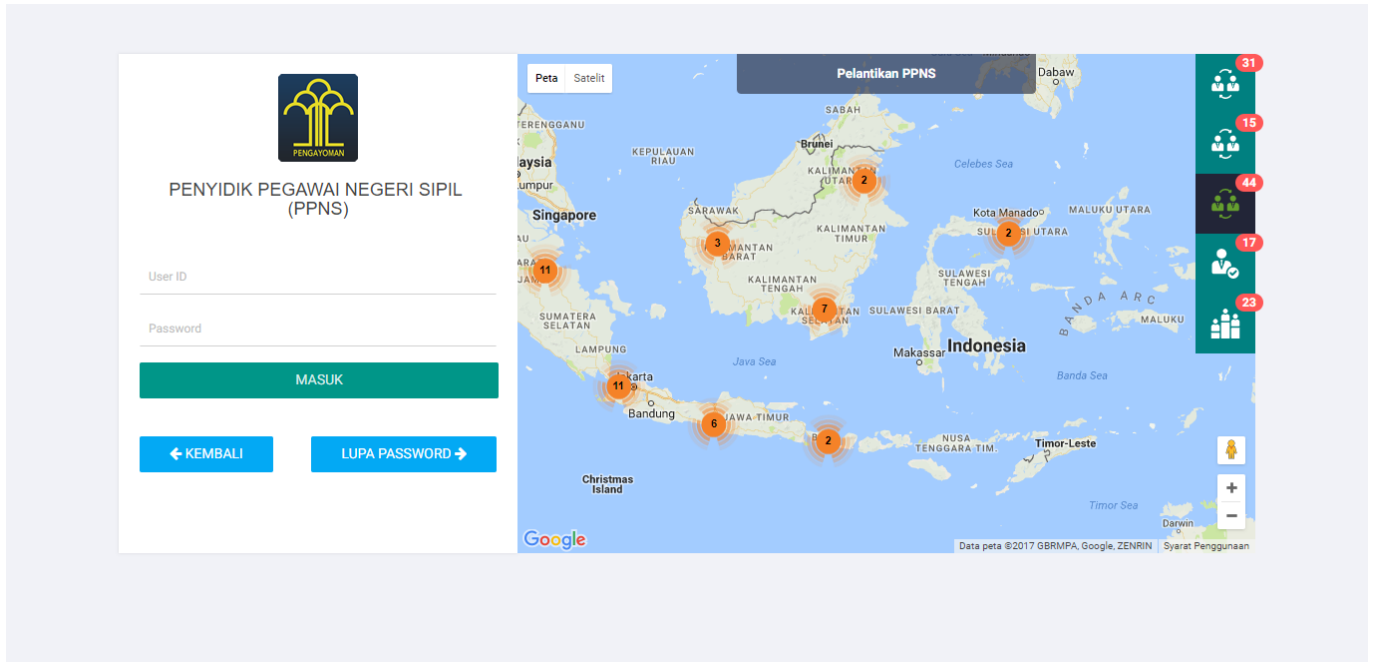 PENGAYOMAN
PENYIDIK PEGAWAI NEGERI SIPIL
(PPNS)
User ID
Password
MASUK
KEMBALI
LUPA PASSWORD
Peta Satelit
Pelantikan PPNS
31
15
44
17
23
Dabaw
SABAH
Brunei
KEPULAUAN
RIAU
Celebes Sea
2
Singapore
SARAWAK
Kota Manado
MALUKU UTARA
KALIMANTAN
TIMUR
2
3
11
KALIMANTAN
TENGAH
SULAWESI
TENGAH
BANDA ARC
MALUKU
7
SULAWESI BARAT
SUMATERA
SELATAN
LAMPUNG
Java Sea
Makassar
Indonesia
Banda Sea
11
Bandung
6
JAWA TIMUR
2
NUSA
TENGGARA TIM.
Timor-Leste
Christmas
Island
Timor Sea
Darwin
+
−
Google
Data peta ©2017 GBRMPA, Google, ZENRIN
Syarat Penggunaan